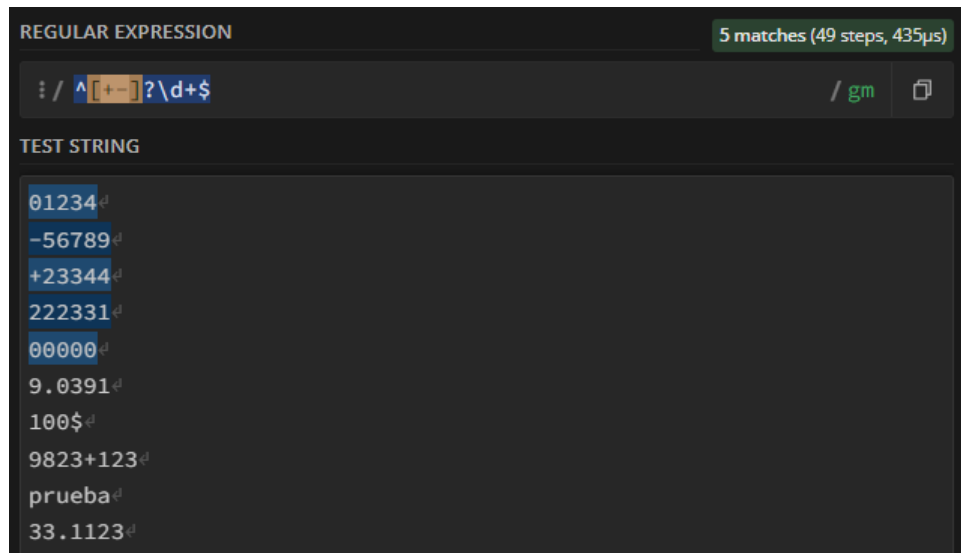 REGULAR EXPRESSION
5 matches (49 steps, 435μs)
/ ^[+-]?\d+$ / gm
TEST STRING
01234
-56789
+23344
222331
00000
9.0391
100$
9823+123
prueba
33.1123